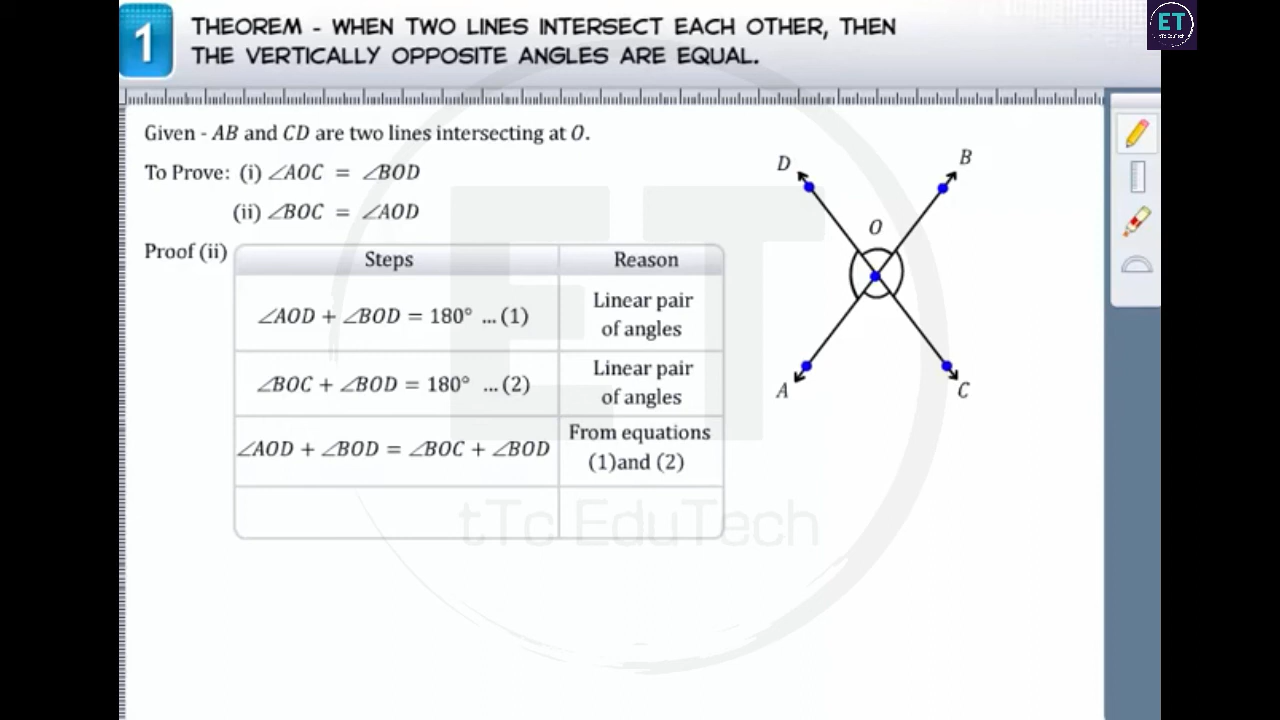 1
THEOREM - WHEN TWO LINES INTERSECT EACH OTHER, THEN
THE VERTICALLY OPPOSITE ANGLES ARE EQUAL.
ET
Given - AB and CD are two lines intersecting at O.
To Prove: (i) ∠AOC = ∠BOD
(ii) ∠BOC = ∠AOD
Proof (ii)
Steps Reason
∠AOD + ∠BOD = 180° ... (1) Linear pair
of angles
∠BOC + ∠BOD = 180° ... (2) Linear pair
of angles
∠AOD + ∠BOD = ∠BOC + ∠BOD From equations
(1)and (2)
D
B
O
A
C
ET
tTc EduTech